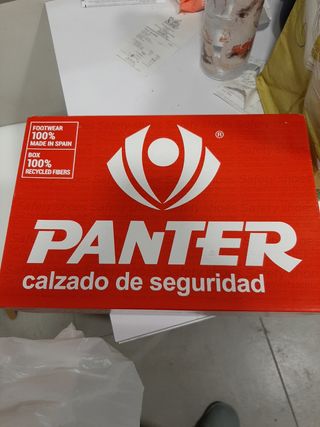 FOOTWEAR
100%
MADE IN SPAIN
BOX
100%
RECYCLED FIBERS
®
PANTER
calzado de seguridad